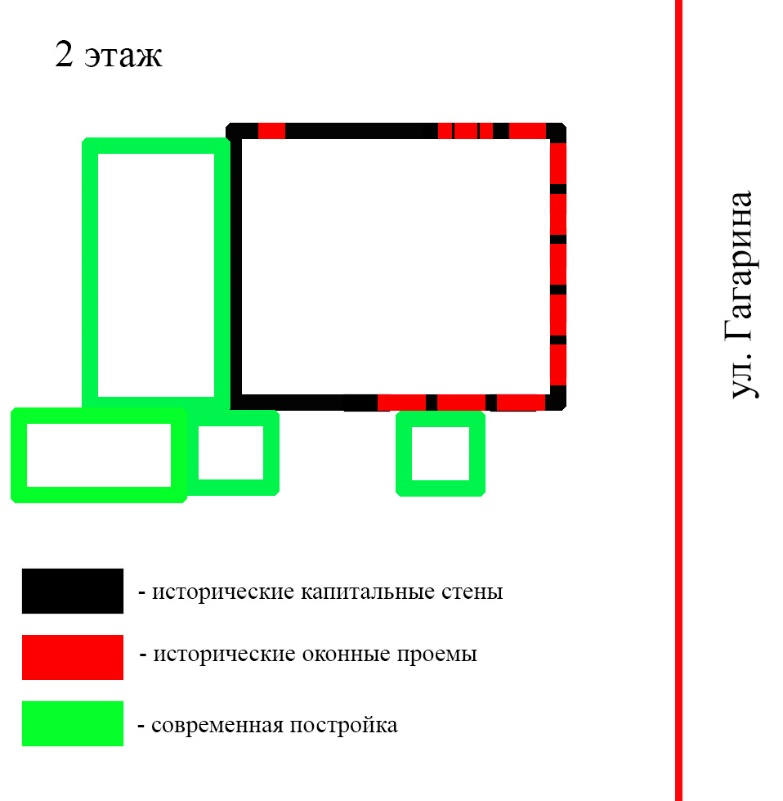 2 этаж
ул. Гагарина
- исторические капитальные стены
- исторические оконные проемы
- современная постройка